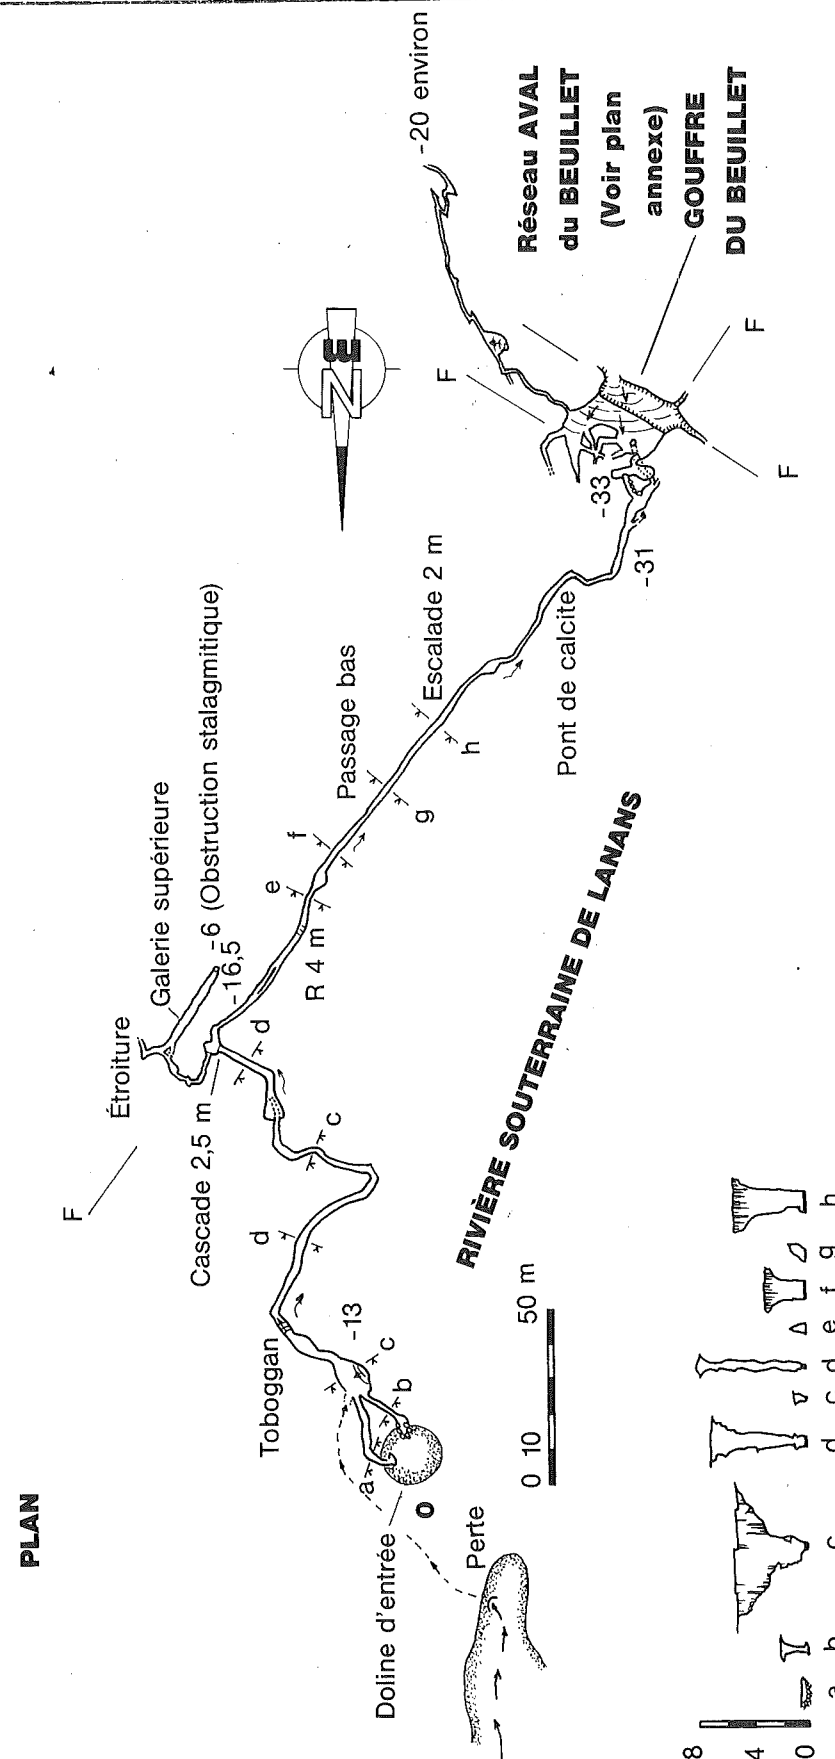 PLAN
-20 environ
Réseau AVAL
du BEUILLET
(Voir plan
annexe)
GOUFFRE
DU BEUILLET
F
F
F
NM
-33
-31
Pont de calcite
Escalade 2 m
Passage bas
h
g
f
e
R 4 m
Galerie supérieure
-6 (Obstruction stalagmitique)
-16,5
Étroiture
F
Cascade 2,5 m
d
c
d
Toboggan
-13
c
b
a
Doline d'entrée
O
Perte
RIVIÈRE SOUTERRAINE DE LANANS
0 10 50 m
8
4
0
a b c d c d e f g h